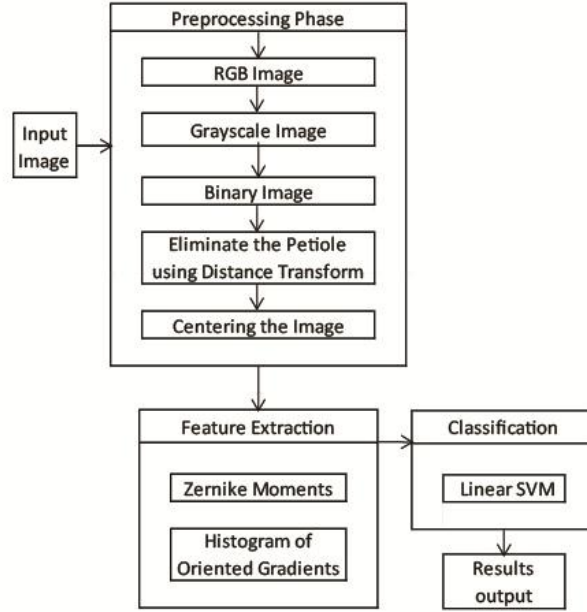 Preprocessing Phase
RGB Image
Input
Image
Grayscale Image
Binary Image
Eliminate the Petiole
using Distance Transform
Centering the Image
Feature Extraction
Zernike Moments
Histogram of
Oriented Gradients
Classification
Linear SVM
Results
output